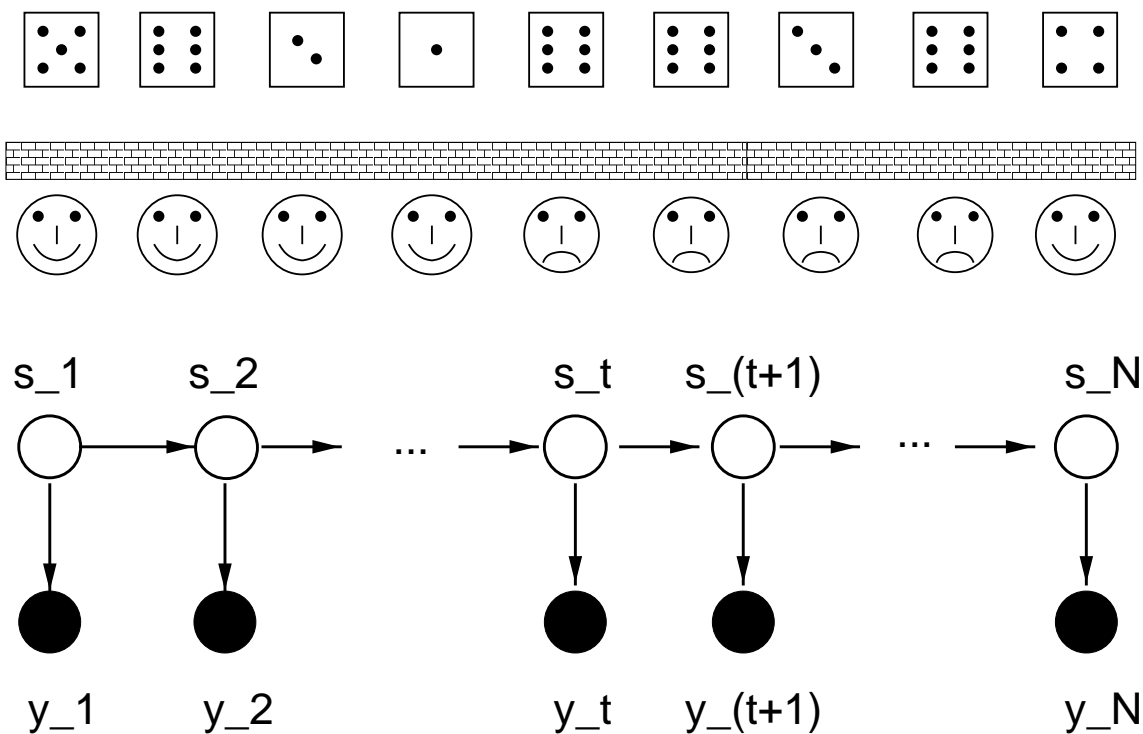 s_1 s_2 s_t s_(t+1) s_N
... ...
y_1 y_2 y_t y_(t+1) y_N